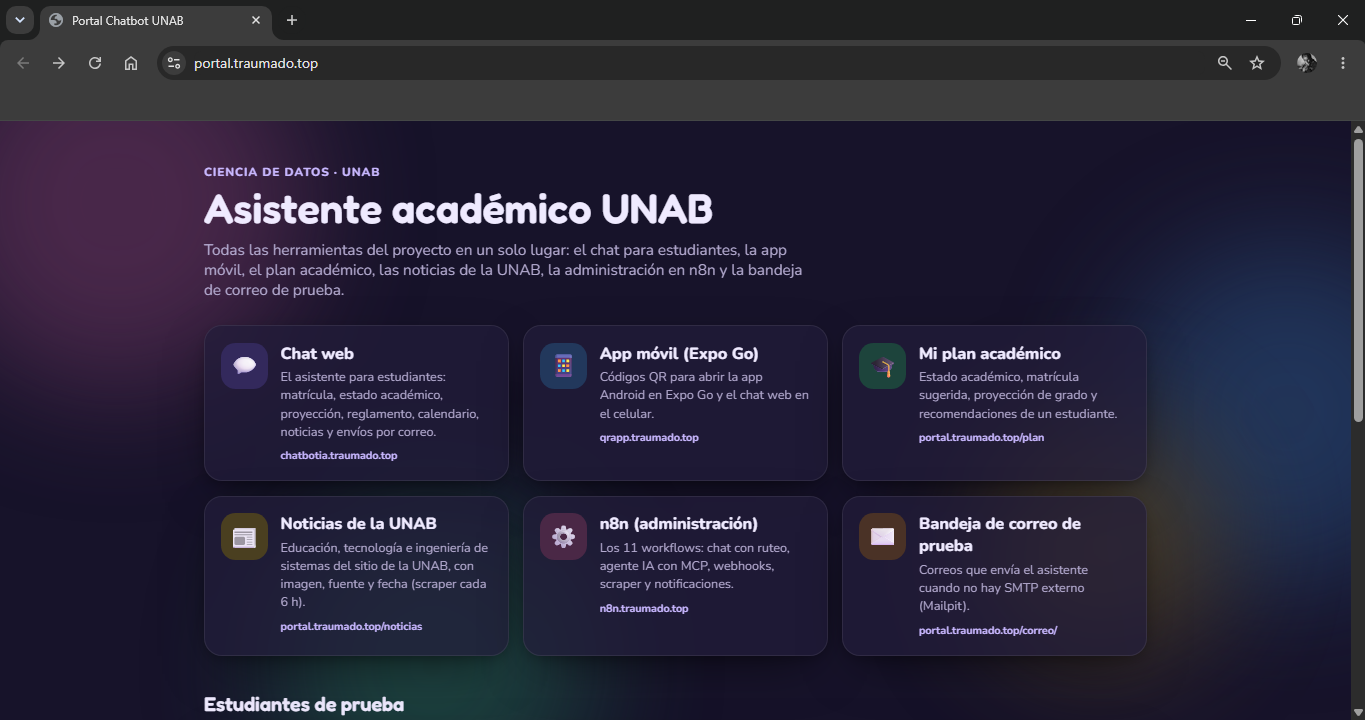 Portal Chatbot UNAB
portal.traumado.top
CIENCIA DE DATOS · UNAB
Asistente académico UNAB
Todas las herramientas del proyecto en un solo lugar: el chat para estudiantes, la app
móvil, el plan académico, las noticias de la UNAB, la administración en n8n y la bandeja
de correo de prueba.
Chat web
El asistente para estudiantes:
matrícula, estado académico,
proyección, reglamento, calendario,
noticias y envíos por correo.
chatbotia.traumado.top
App móvil (Expo Go)
Códigos QR para abrir la app
Android en Expo Go y el chat web en
el celular.
qrapp.traumado.top
Mi plan académico
Estado académico, matrícula
sugerida, proyección de grado y
recomendaciones de un estudiante.
portal.traumado.top/plan
Noticias de la UNAB
Educación, tecnología e ingeniería de
sistemas del sitio de la UNAB, con
imagen, fuente y fecha (scraper cada
6 h).
portal.traumado.top/noticias
n8n (administración)
Los 11 workflows: chat con ruteo,
agente IA con MCP, webhooks,
scraper y notificaciones.
n8n.traumado.top
Bandeja de correo de
prueba
Correos que envía el asistente
cuando no hay SMTP externo
(Mailpit).
portal.traumado.top/correo/
Estudiantes de prueba